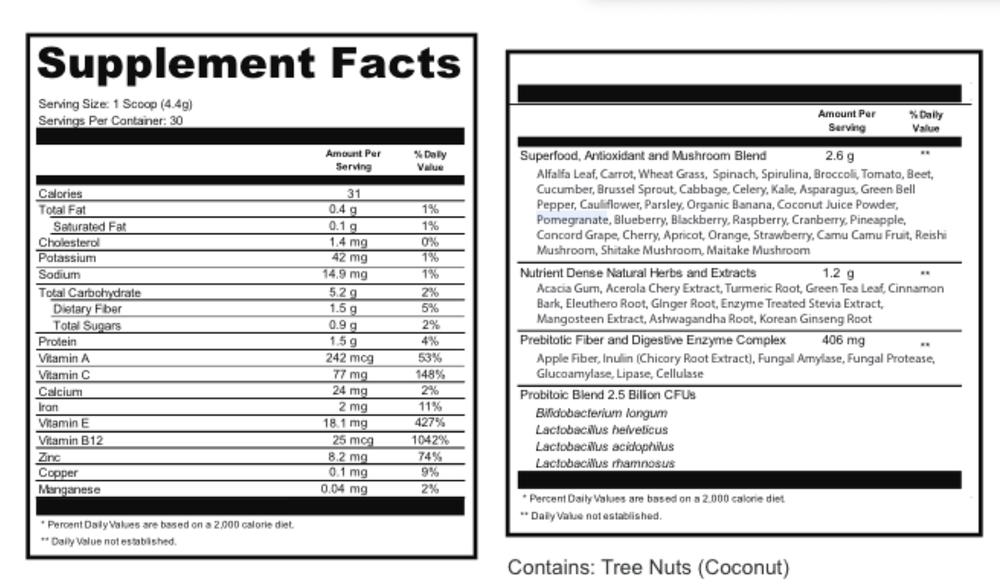 Supplement Facts
Serving Size: 1 Scoop (4.4g)
Servings Per Container: 30
Amount Per Serving % Daily Value
Calories 31
Total Fat 0.4 g 1%
Saturated Fat 0.1 g 1%
Cholesterol 1.4 mg 0%
Potassium 42 mg 1%
Sodium 14.9 mg 1%
Total Carbohydrate 5.2 g 2%
Dietary Fiber 1.5 g 5%
Total Sugars 0.9 g 2%
Protein 1.5 g 4%
Vitamin A 242 mcg 53%
Vitamin C 77 mg 148%
Calcium 24 mg 2%
Iron 2 mg 11%
Vitamin E 18.1 mg 427%
Vitamin B12 25 mcg 1042%
Zinc 8.2 mg 74%
Copper 0.1 mg 9%
Manganese 0.04 mg 2%
* Percent Daily Values are based on a 2,000 calorie diet.
** Daily Value not established.
Amount Per Serving % Daily Value
Superfood, Antioxidant and Mushroom Blend 2.6 g **
Alfalfa Leaf, Carrot, Wheat Grass, Spinach, Spirulina, Broccoli, Tomato, Beet,
Cucumber, Brussel Sprout, Cabbage, Celery, Kale, Asparagus, Green Bell
Pepper, Cauliflower, Parsley, Organic Banana, Coconut Juice Powder,
Pomegranate, Blueberry, Blackberry, Raspberry, Cranberry, Pineapple,
Concord Grape, Cherry, Apricot, Orange, Strawberry, Camu Camu Fruit, Reishi
Mushroom, Shitake Mushroom, Maitake Mushroom
Nutrient Dense Natural Herbs and Extracts 1.2 g **
Acacia Gum, Acerola Chery Extract, Turmeric Root, Green Tea Leaf, Cinnamon
Bark, Eleuthero Root, GInger Root, Enzyme Treated Stevia Extract,
Mangosteen Extract, Ashwagandha Root, Korean Ginseng Root
Prebitotic Fiber and Digestive Enzyme Complex 406 mg **
Apple Fiber, Inulin (Chicory Root Extract), Fungal Amylase, Fungal Protease,
Glucoamylase, Lipase, Cellulase
Probitoic Blend 2.5 Billion CFUs
Bifidobacterium longum
Lactobacillus helveticus
Lactobacillus acidophilus
Lactobacillus rhamnosus
* Percent Daily Values are based on a 2,000 calorie diet.
** Daily Value not established.
Contains: Tree Nuts (Coconut)